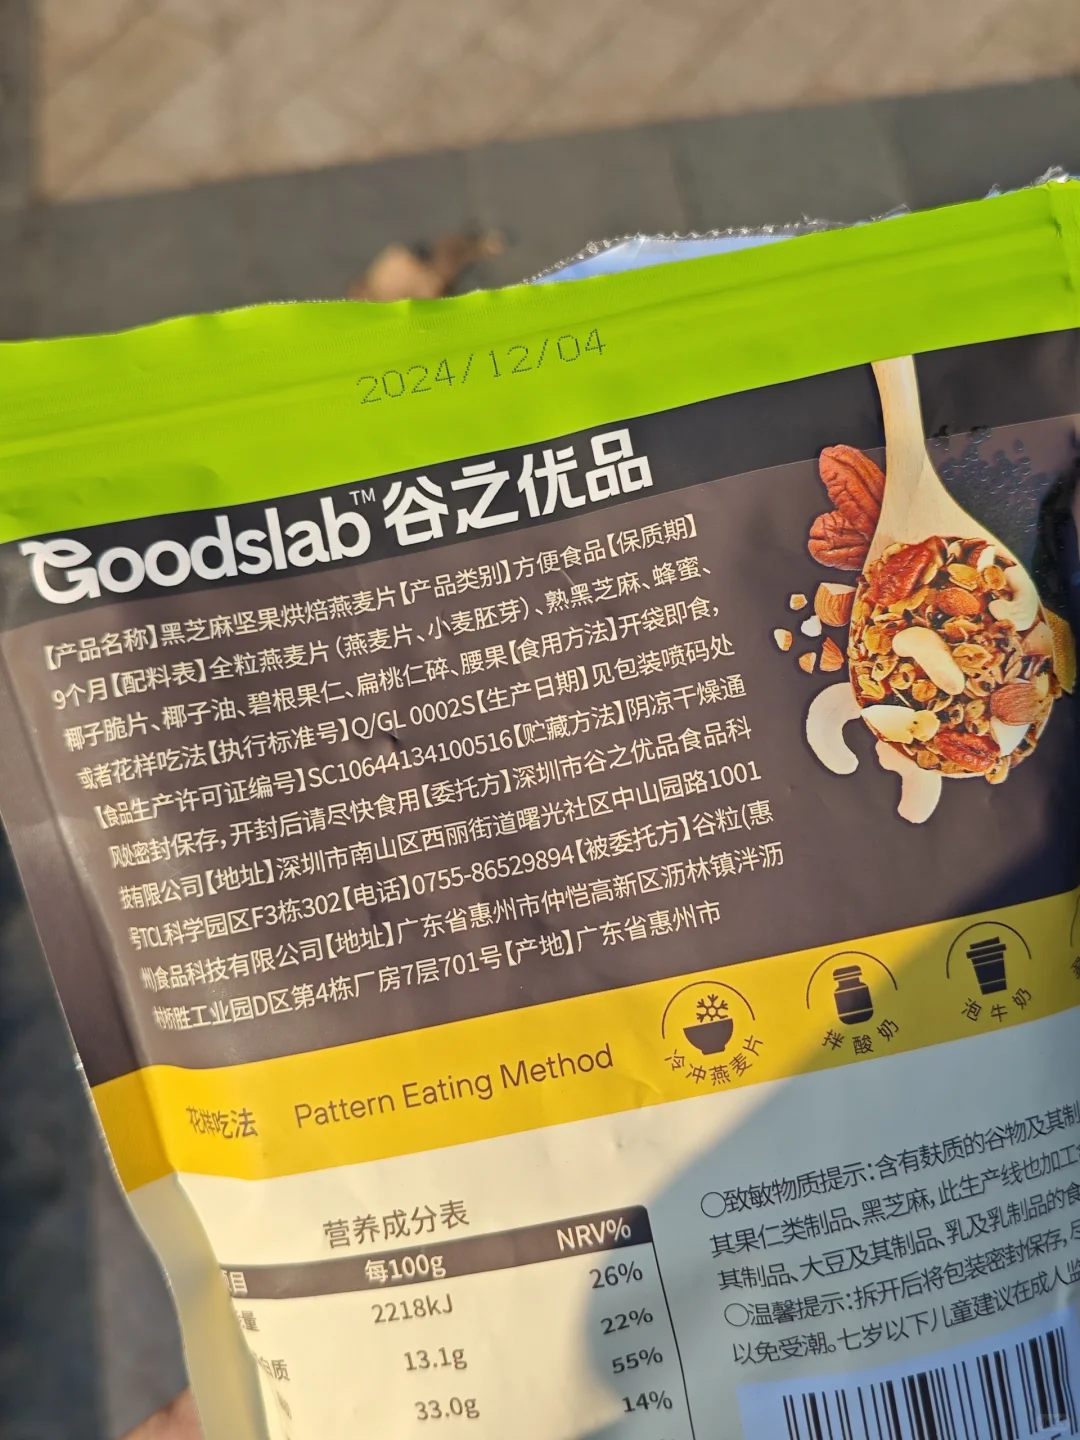 2024/12/04
Goodslab™ 谷之优品
【产品名称】黑芝麻坚果烘焙燕麦片【产品类别】方便食品【保质期】
9个月【配料表】全粒燕麦片（燕麦片、小麦胚芽）、熟黑芝麻、蜂蜜、
椰子脆片、椰子油、碧根果仁、扁桃仁碎、腰果【食用方法】开袋即食，
或者花样吃法【执行标准号】Q/GL 0002S【生产日期】见包装喷码处
【食品生产许可证编号】SC10644134100516【贮藏方法】阴凉干燥通
风处密封保存，开封后请尽快食用【委托方】深圳市谷之优品食品科
技有限公司【地址】深圳市南山区西丽街道曙光社区中山园路1001
号TCL科学园区F3栋302【电话】0755-86529894【被委托方】谷粒(惠
州)食品科技有限公司【地址】广东省惠州市仲恺高新区沥林镇泮沥
胜工业园D区第4栋厂房7层701号【产地】广东省惠州市
花样吃法 Pattern Eating Method
冷冲燕麦片
拌酸奶
泡牛奶
营养成分表
项目 每100g NRV%
能量 2218kJ 26%
白质 13.1g 22%
33.0g 55%
14%
○致敏物质提示：含有麸质的谷物及其制
其果仁类制品、黑芝麻，此生产线也加工
其制品、大豆及其制品、乳及乳制品的食
○温馨提示：拆开后将包装密封保存，尽
以免受潮。七岁以下儿童建议在成人监